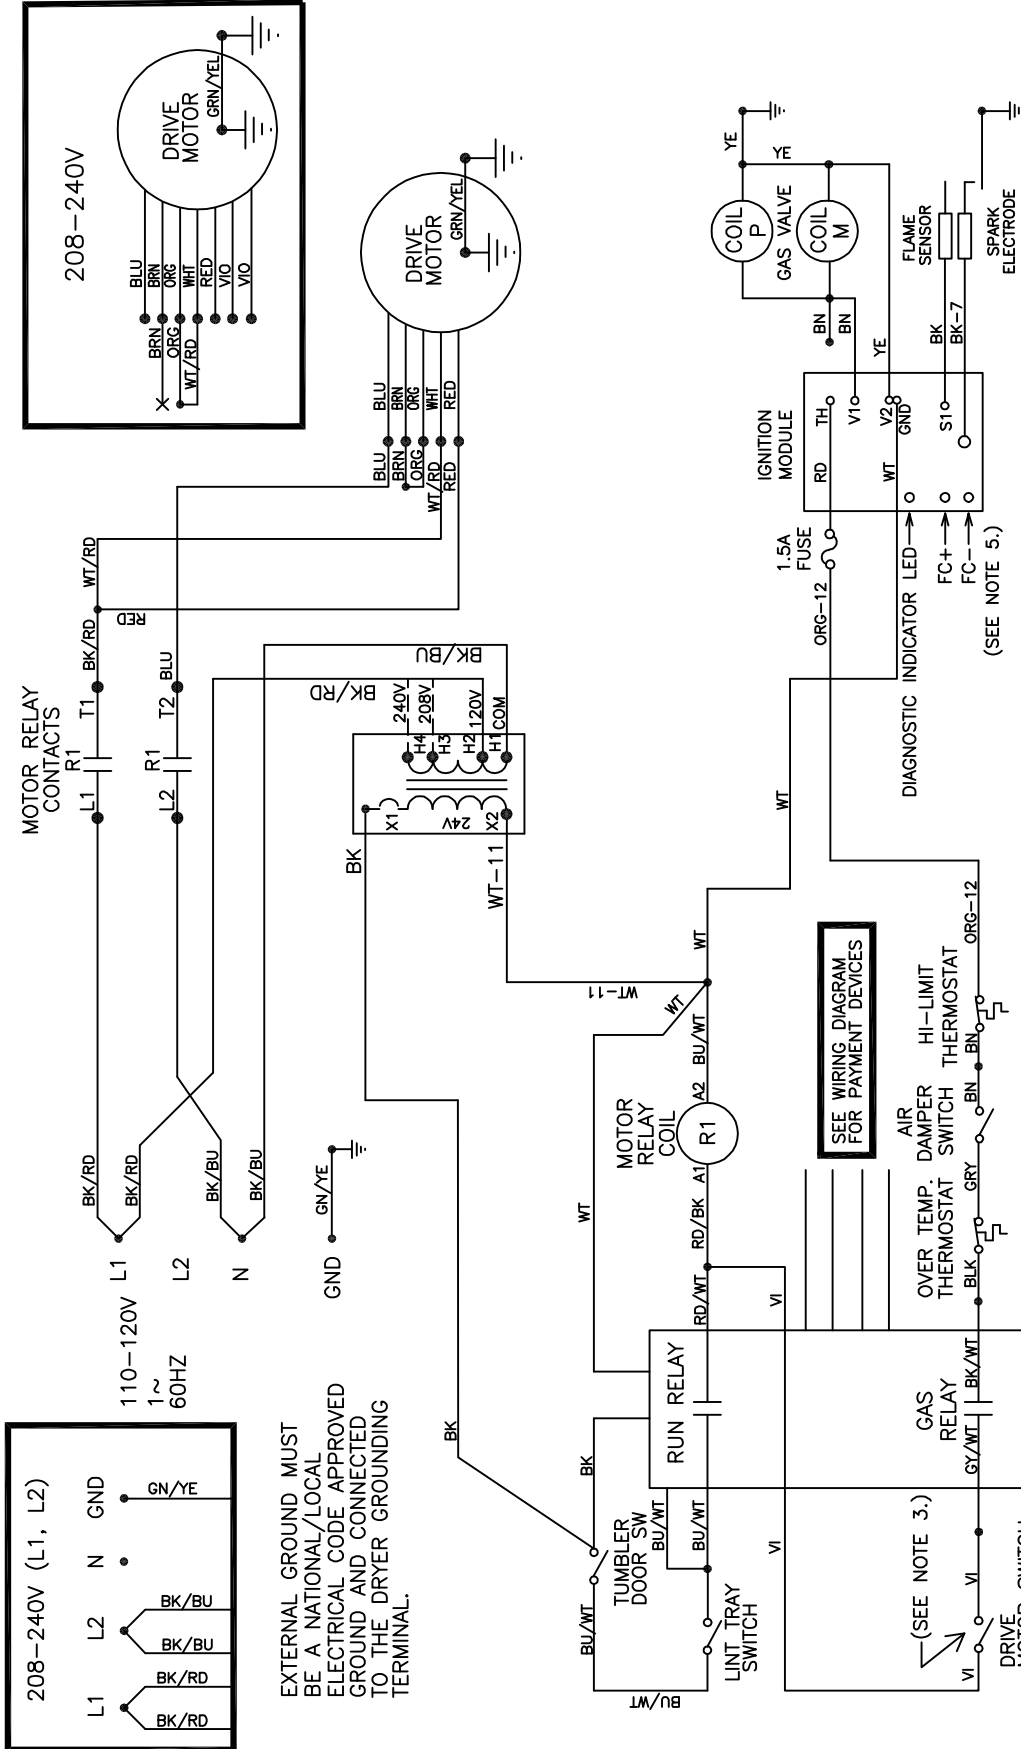 208-240V
BLU
BRN
ORG
WHT
RED
VIO
VIO
BRN
ORG
WT/RD
DRIVE
MOTOR
GRN/YEL
DRIVE
MOTOR
GRN/YEL
BLU
BRN
ORG
WHT
RED
BLU
BRN
ORG
WT/RD
RED
MOTOR RELAY
CONTACTS
R1
L1
T1
BK/RD
WT/RD
RED
R1
L2
T2
BLU
BK/RD
BK/BU
240V
208V
120V
COM
H4
H3
H2
H1
X1
24V
X2
BK
WT-11
WT-11
BK/RD
BK/RD
BK/BU
BK/BU
GN/YE
L1
L2
N
GND
110-120V
1~
60HZ
208-240V (L1, L2)
L1
L2
N
GND
BK/RD
BK/RD
BK/BU
BK/BU
GN/YE
EXTERNAL GROUND MUST
BE A NATIONAL/LOCAL
ELECTRICAL CODE APPROVED
GROUND AND CONNECTED
TO THE DRYER GROUNDING
TERMINAL.
BK
BK
TUMBLER
DOOR SW
BU/WT
BU/WT
BU/WT
BU/WT
LINT TRAY
SWITCH
RUN RELAY
RD/WT
RD/BK
A1
R1
A2
BU/WT
MOTOR
RELAY
COIL
WT
WT
WT
WT
VI
VI
SEE WIRING DIAGRAM
FOR PAYMENT DEVICES
GAS
RELAY
GY/WT
BK/WT
VI
VI
(SEE NOTE 3.)
DRIVE
BLK
OVER TEMP.
THERMOSTAT
GRY
AIR
DAMPER
SWITCH
BN
BN
HI-LIMIT
THERMOSTAT
ORG-12
ORG-12
1.5A
FUSE
IGNITION
MODULE
RD
TH
V1
V2
GND
WT
S1
DIAGNOSTIC INDICATOR LED
FC+
FC-
(SEE NOTE 5.)
BN
BN
YE
YE
YE
COIL
P
GAS VALVE
COIL
M
BK
BK-7
FLAME
SENSOR
SPARK
ELECTRODE